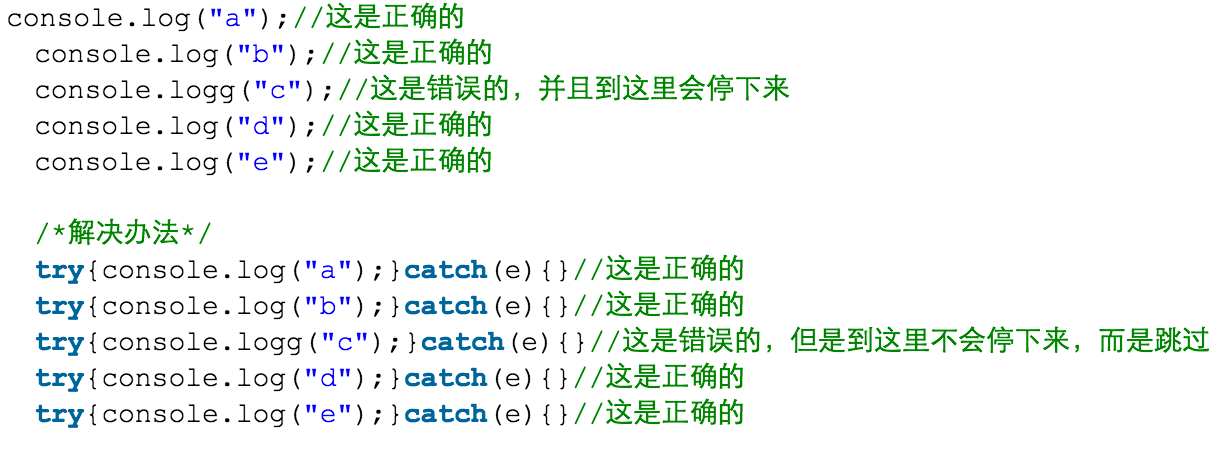 console.log("a");//这是正确的
console.log("b");//这是正确的
console.logg("c");//这是错误的，并且到这里会停下来
console.log("d");//这是正确的
console.log("e");//这是正确的
/*解决办法*/
try{console.log("a");}catch(e){}//这是正确的
try{console.log("b");}catch(e){}//这是正确的
try{console.logg("c");}catch(e){}//这是错误的，但是到这里不会停下来，而是跳过
try{console.log("d");}catch(e){}//这是正确的
try{console.log("e");}catch(e){}//这是正确的